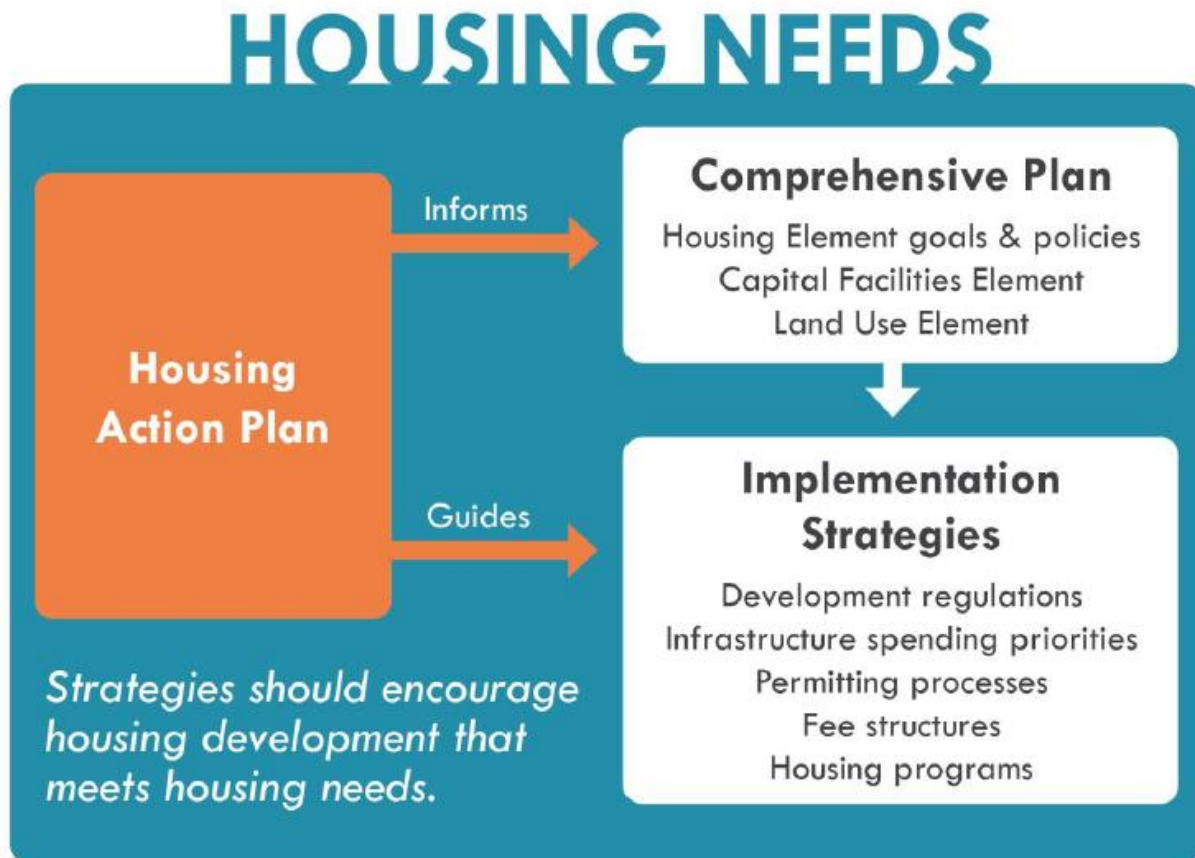 HOUSING NEEDS
Housing
Action Plan
Informs
Guides
Comprehensive Plan
Housing Element goals & policies
Capital Facilities Element
Land Use Element
Implementation
Strategies
Development regulations
Infrastructure spending priorities
Permitting processes
Fee structures
Housing programs
Strategies should encourage
housing development that
meets housing needs.